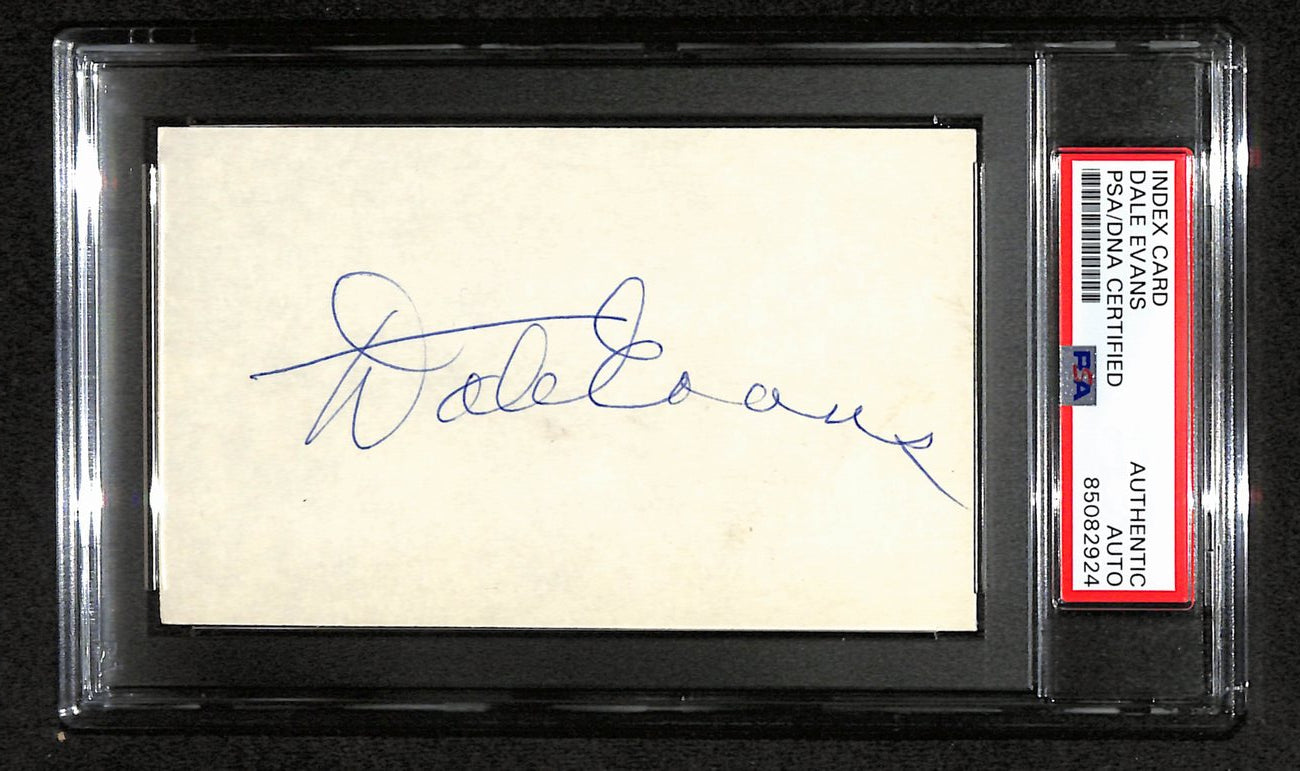 Dale Evans
INDEX CARD
DALE EVANS
PSA/DNA CERTIFIED
PSA
AUTHENTIC
AUTO
85082924